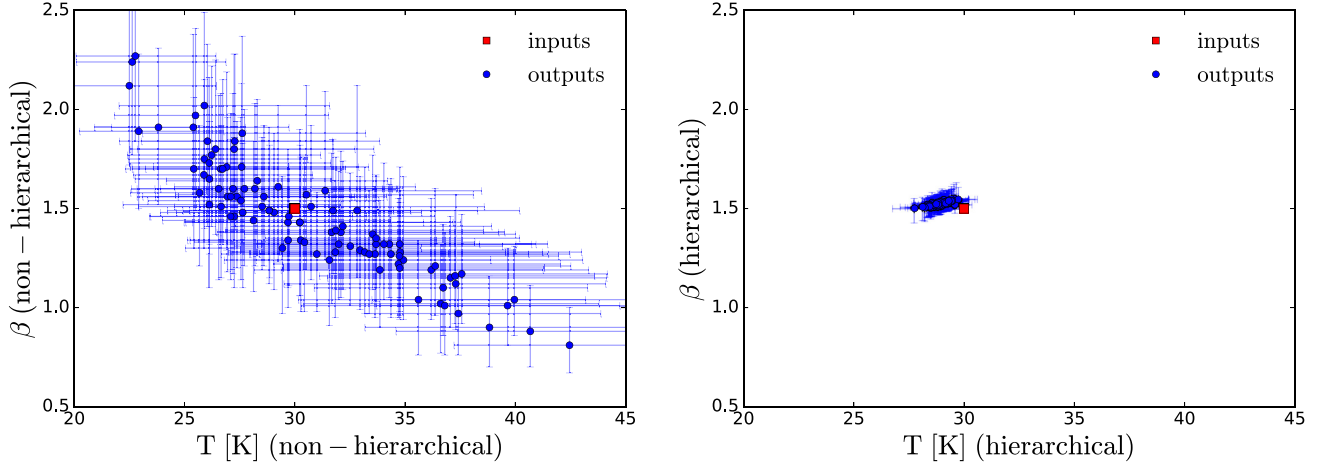 2.5
2.0
1.5
1.0
0.5
20 25 30 35 40 45
T [K] (non − hierarchical)
β (non − hierarchical)
inputs
outputs
2.5
2.0
1.5
1.0
0.5
20 25 30 35 40 45
T [K] (hierarchical)
β (hierarchical)
inputs
outputs